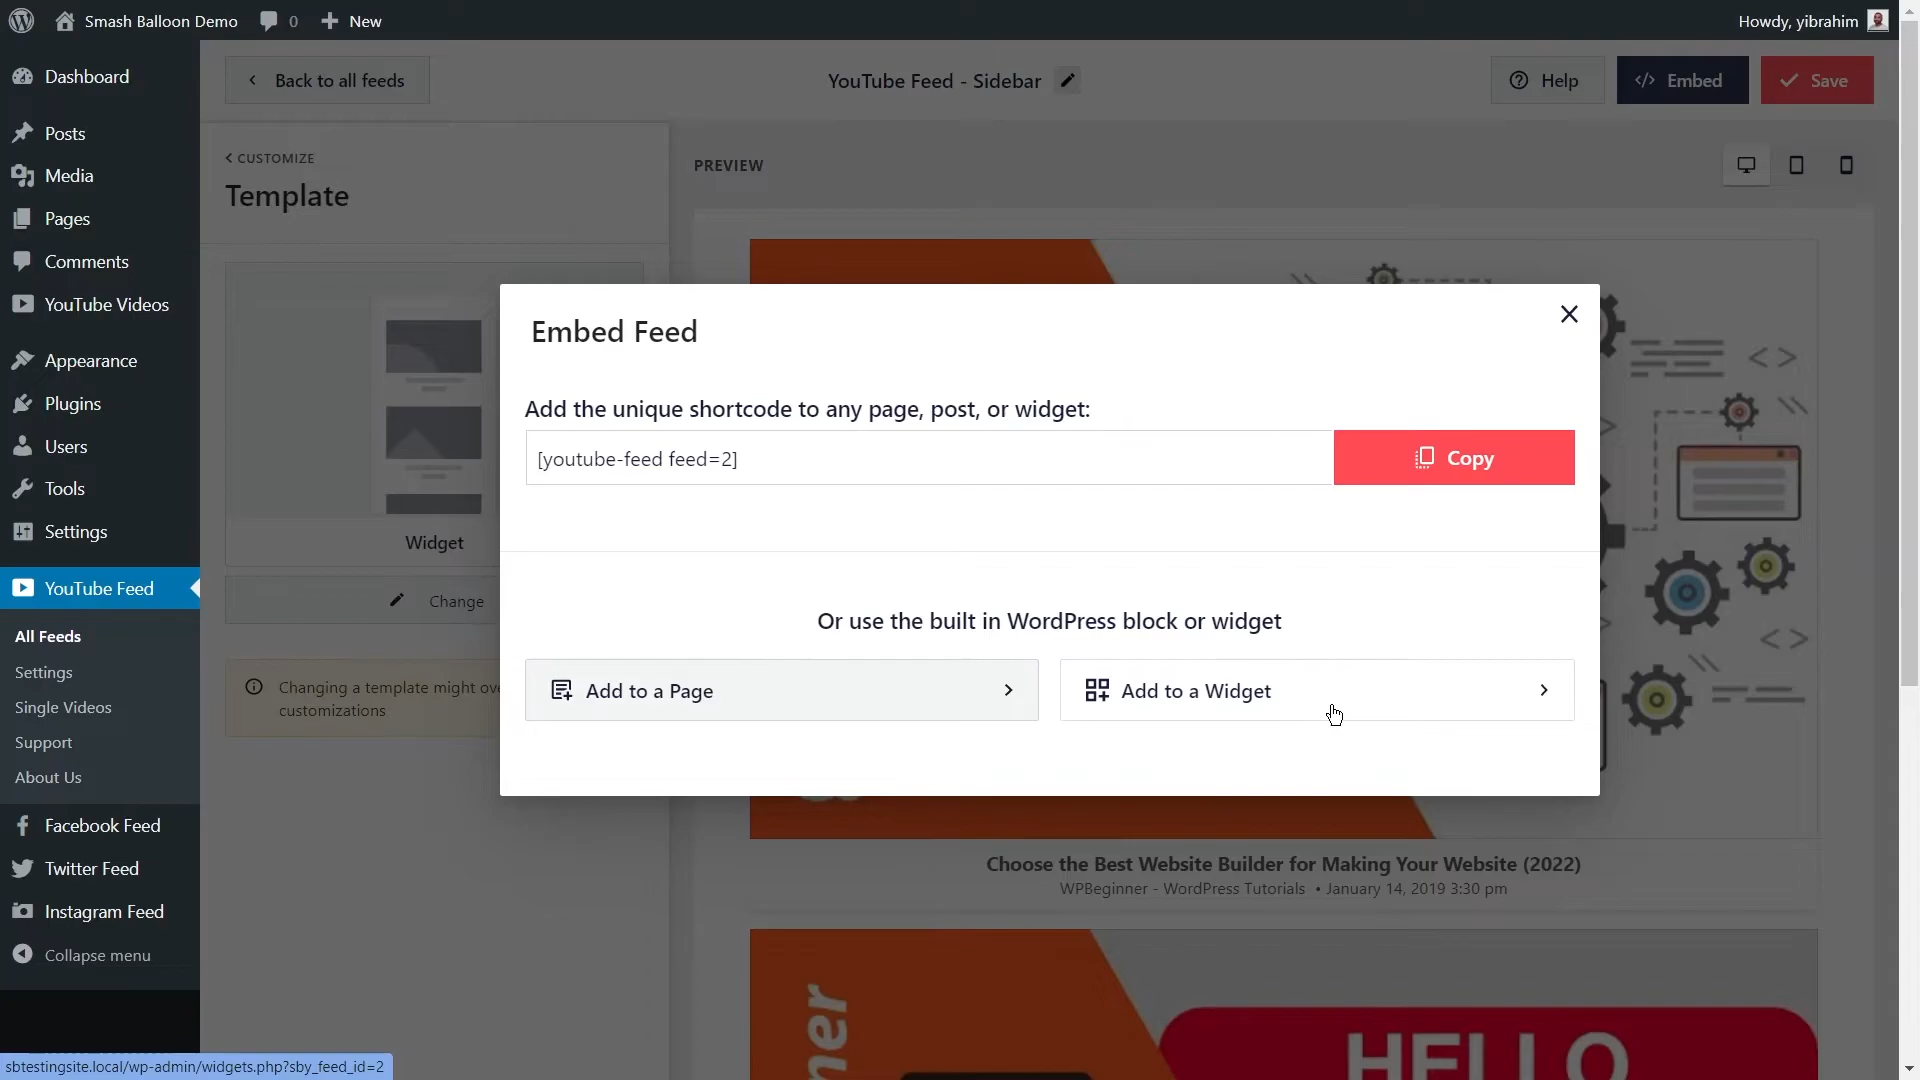 Smash Balloon Demo
0
New
Howdy, yibrahim
Dashboard
Posts
Media
Pages
Comments
YouTube Videos
Appearance
Plugins
Users
Tools
Settings
YouTube Feed
All Feeds
Settings
Single Videos
Support
About Us
Facebook Feed
Twitter Feed
Instagram Feed
Collapse menu
sbtestingsite.local/wp-admin/widgets.php?sby_feed_id=2
Back to all feeds
YouTube Feed - Sidebar
Help
</> Embed
Save
CUSTOMIZE
Template
Widget
Change
Changing a template might
customizations
PREVIEW
Embed Feed
Add the unique shortcode to any page, post, or widget:
[youtube-feed feed=2]
Copy
Or use the built in WordPress block or widget
Add to a Page
Add to a Widget
< >
</>
Choose the Best Website Builder for Making Your Website (2022)
WPBeginner - WordPress Tutorials • January 14, 2019 3:30 pm
HELLO